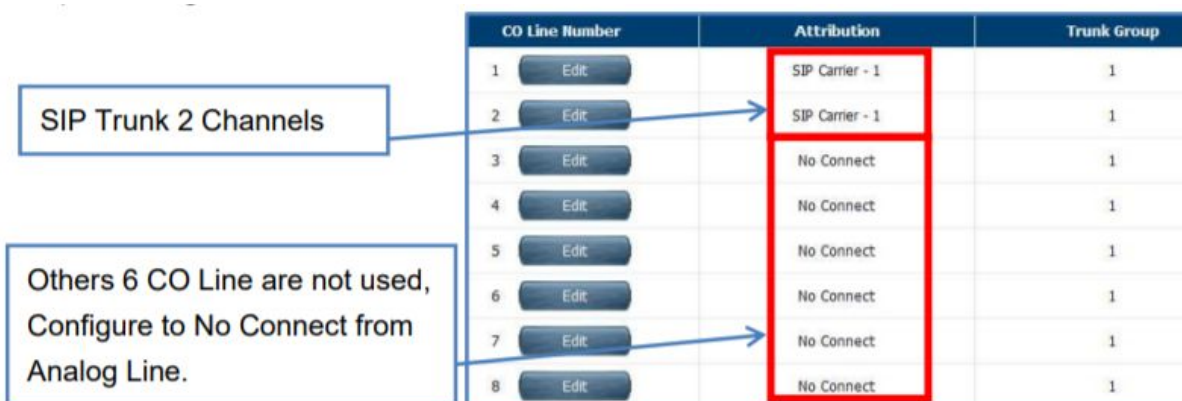 CO Line Number Attribution Trunk Group
1 Edit SIP Carrier - 1 1
SIP Trunk 2 Channels
2 Edit SIP Carrier - 1 1
3 Edit No Connect 1
4 Edit No Connect 1
5 Edit No Connect 1
Others 6 CO Line are not used,
Configure to No Connect from
Analog Line.
6 Edit No Connect 1
7 Edit No Connect 1
8 Edit No Connect 1